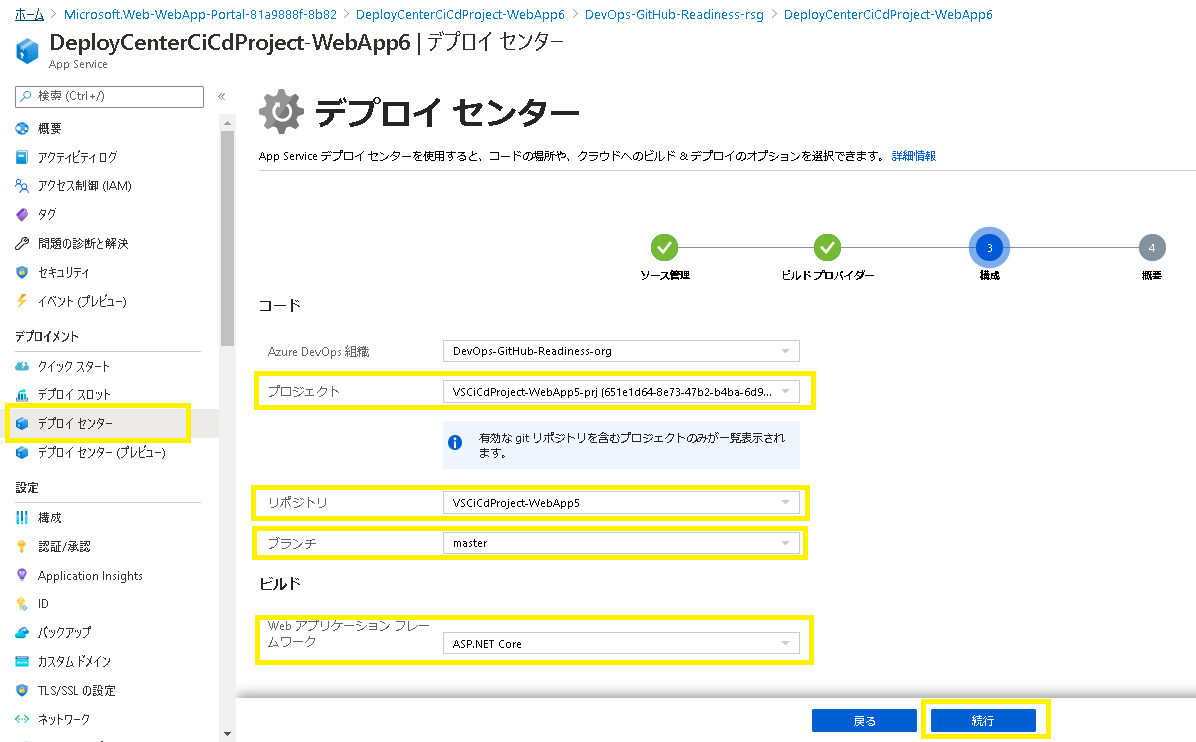 ホーム > Microsoft.Web-WebApp-Portal-81a9888f-8b82 > DeployCenterCiCdProject-WebApp6 > DevOps-GitHub-Readiness-rsg > DeployCenterCiCdProject-WebApp6
DeployCenterCiCdProject-WebApp6 | デプロイ センター
App Service
検索 (Ctrl+/)
«
概要
アクティビティ ログ
アクセス制御 (IAM)
タグ
問題の診断と解決
セキュリティ
イベント (プレビュー)
デプロイメント
クイック スタート
デプロイ スロット
デプロイ センター
デプロイ センター (プレビュー)
設定
構成
認証/承認
Application Insights
ID
バックアップ
カスタム ドメイン
TLS/SSL の設定
ネットワーク
デプロイ センター
App Service デプロイ センターを使用すると、コードの場所や、クラウドへのビルド & デプロイのオプションを選択できます。 詳細情報
ソース管理
ビルド プロバイダー
3
構成
4
概要
コード
Azure DevOps 組織
DevOps-GitHub-Readiness-org
プロジェクト
VSCiCdProject-WebApp5-prj (651e1d64-8e73-47b2-b4ba-6d9...
有効な git リポジトリを含むプロジェクトのみが一覧表示され
ます。
リポジトリ
VSCiCdProject-WebApp5
ブランチ
master
ビルド
Web アプリケーション フレー
ムワーク
ASP.NET Core
戻る
続行